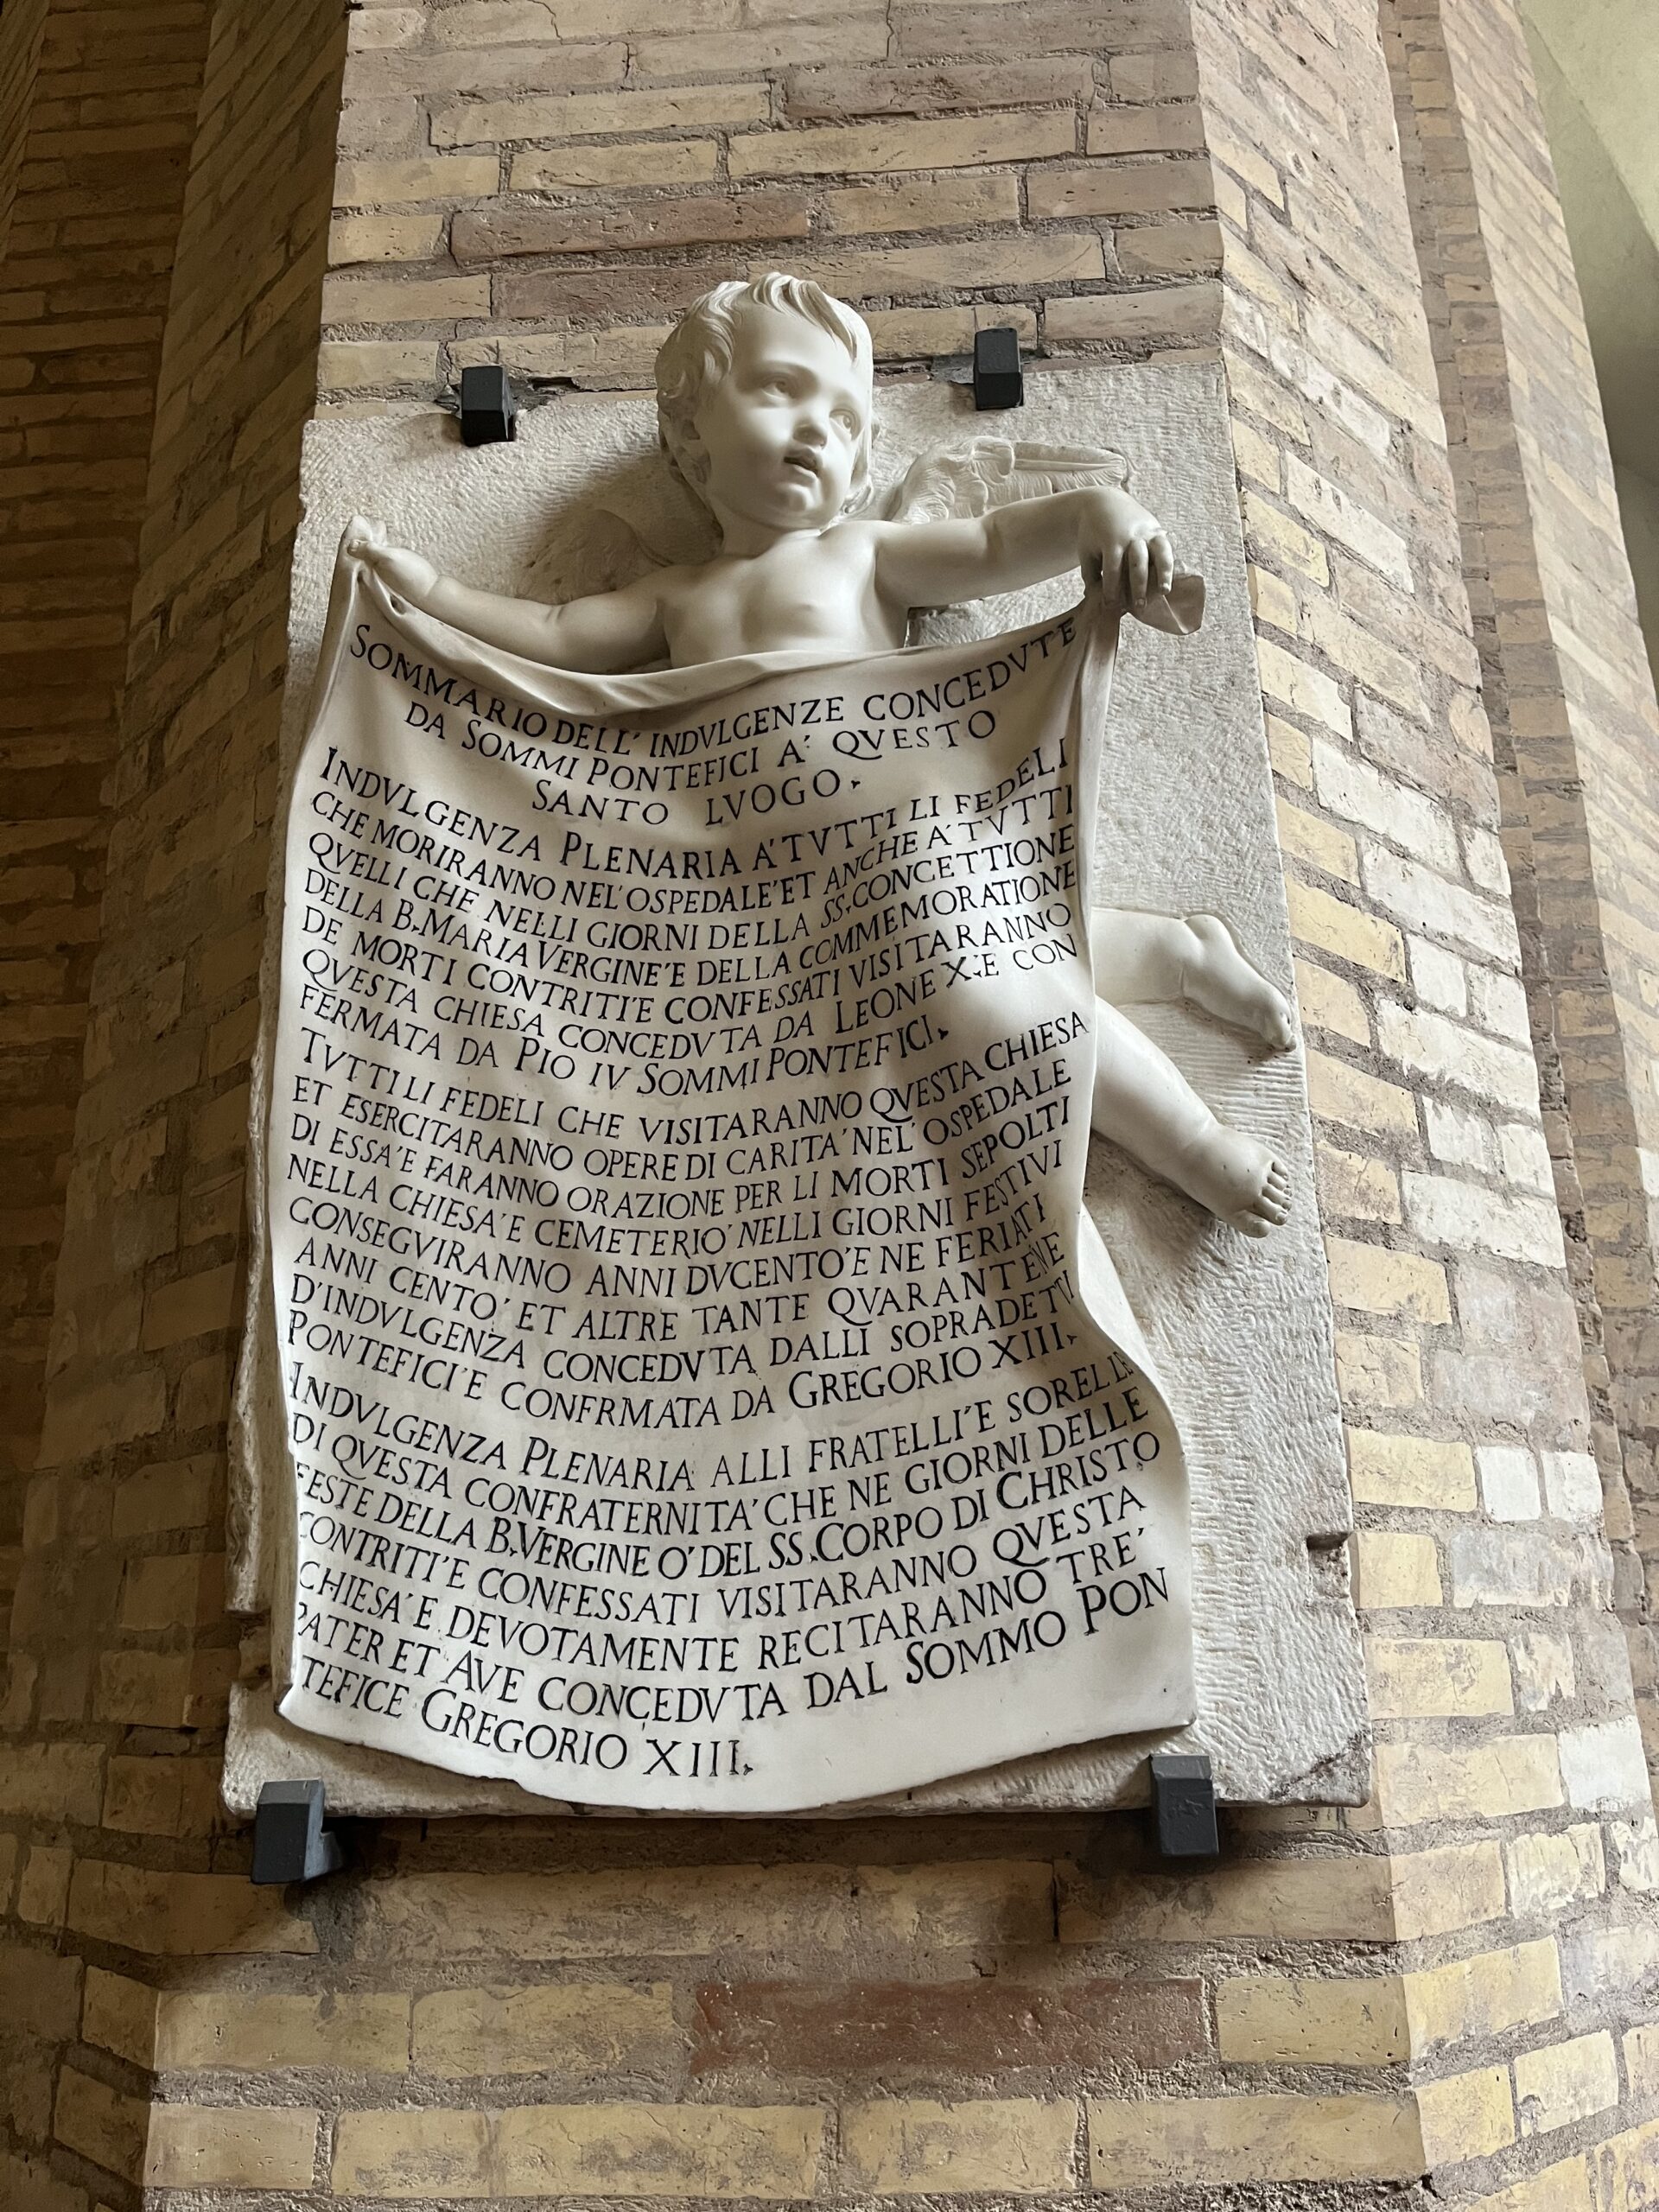 SOMMARIO DELL' INDVLGENZE CONCEDVTE
DA SOMMI PONTEFICI A' QVESTO
SANTO LVOGO.
INDVLGENZA PLENARIA A' TVTTI LI FEDELI
CHE MORIRANNO NEL' OSPEDALE' ET ANCHE A' TVTTI
QVELLI CHE NELLI GIORNI DELLA SS. CONCETTIONE
DELLA B. MARIA VERGINE' E DELLA COMMEMORATIONE
DE MORTI CONTRITI' E CONFESSATI VISITARANNO
QVESTA CHIESA CONCEDVTA DA LEONE X. E CON
FERMATA DA PIO IV SOMMI PONTEFICI.
TVTTI LI FEDELI CHE VISITARANNO QVESTA CHIESA
ET ESERCITARANNO OPERE DI CARITA' NEL' OSPEDALE
DI ESSA' E FARANNO ORAZIONE PER LI MORTI SEPOLTI
NELLA CHIESA' E CEMETERIO' NELLI GIORNI FESTIVI
CONSEGVIRANNO ANNI DVCENTO' E NE FERIATI
ANNI CENTO' ET ALTRE TANTE QVARANTENE
D'INDVLGENZA CONCEDVTA DALLI SOPRADETTI
PONTEFICI' E CONFRMATA DA GREGORIO XIII.
INDVLGENZA PLENARIA ALLI FRATELLI' E SORELLE
DI QVESTA CONFRATERNITA' CHE NE GIORNI DELLE
FESTE DELLA B. VERGINE O' DEL SS. CORPO DI CHRISTO
CONTRITI' E CONFESSATI VISITARANNO QVESTA
CHIESA' E DEVOTAMENTE RECITARANNO TRE'
PATER ET AVE CONCEDVTA DAL SOMMO PON
TEFICE GREGORIO XIII.